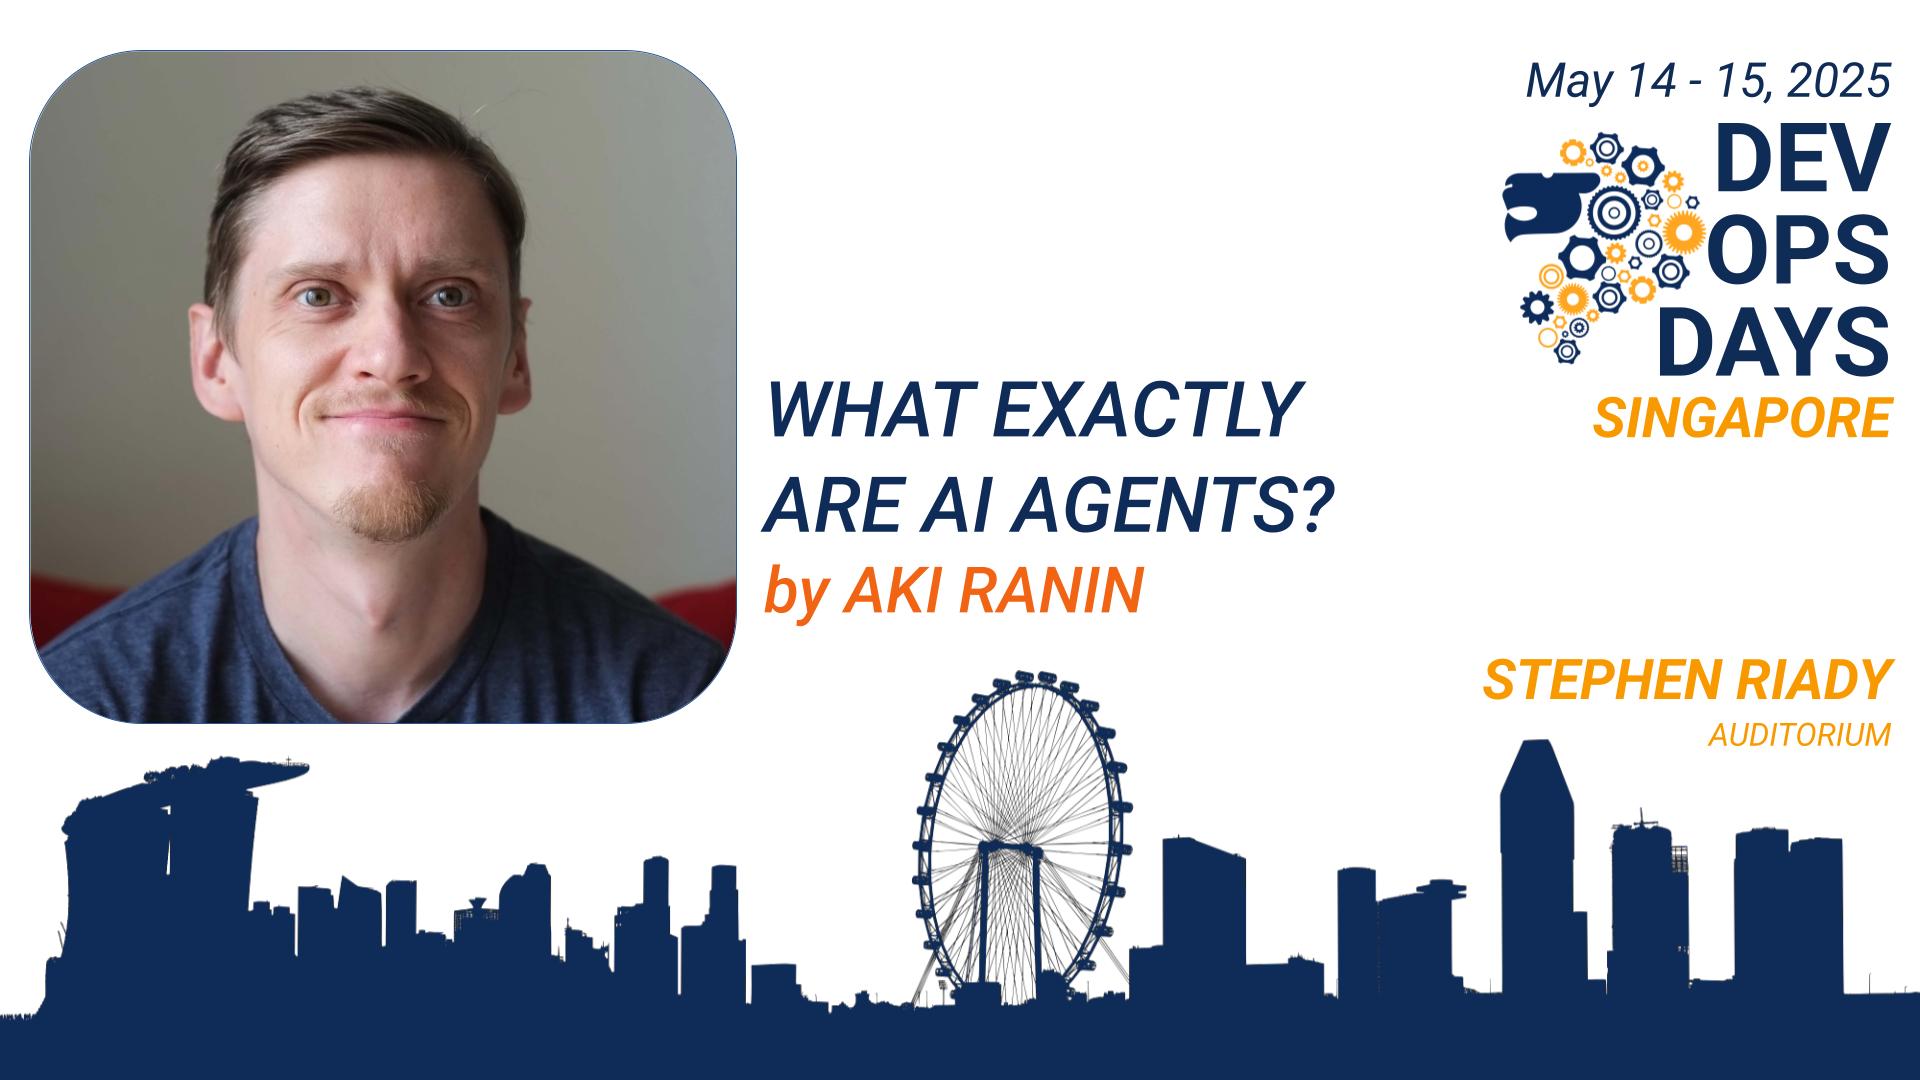 May 14 - 15, 2025
DEV
OPS
DAYS
SINGAPORE
WHAT EXACTLY
ARE AI AGENTS?
by AKI RANIN
STEPHEN RIADY
AUDITORIUM